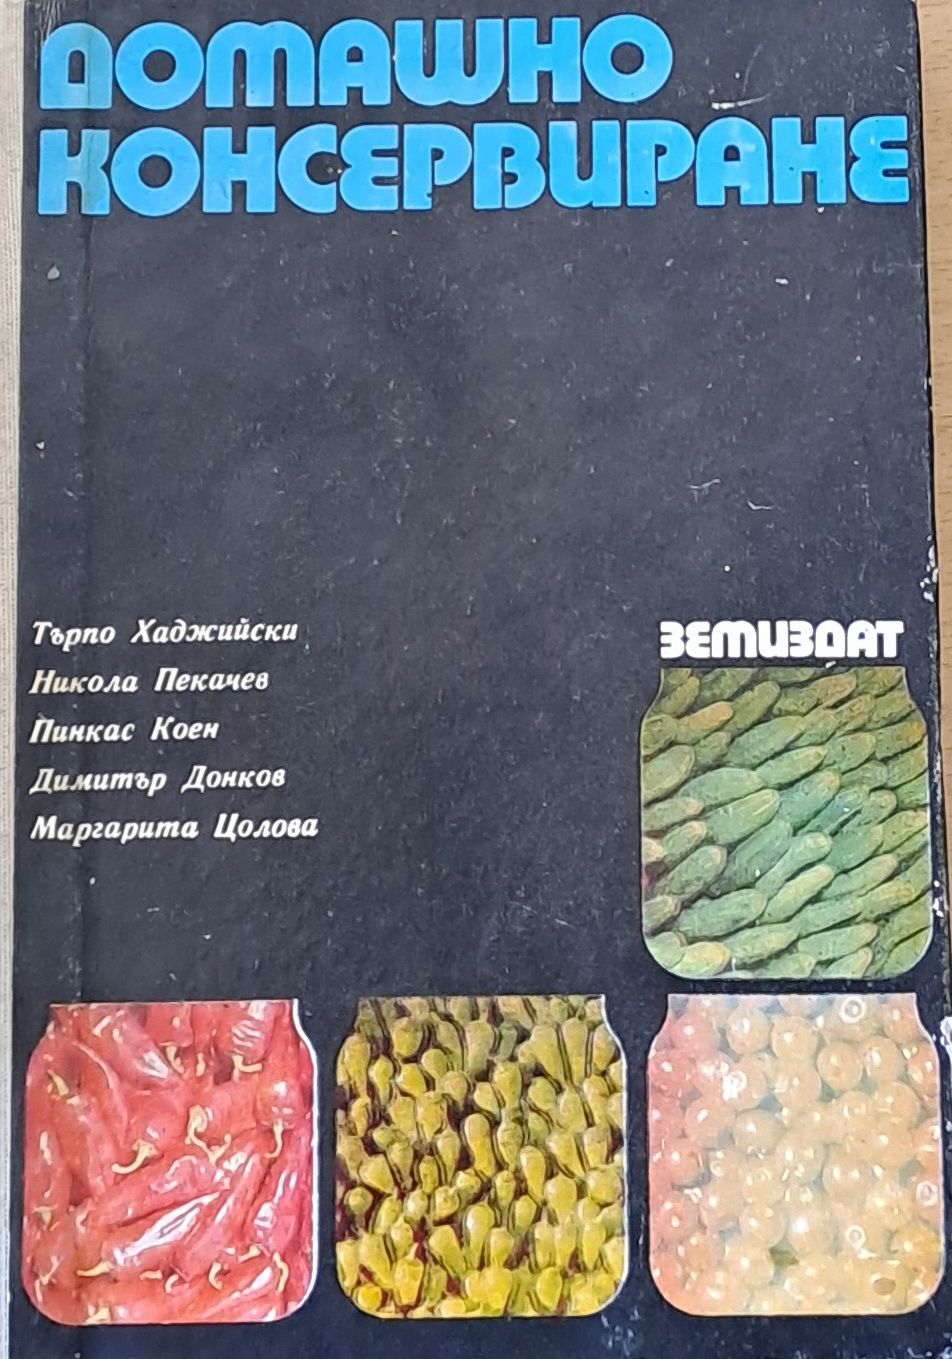 ДОМАШНО
КОНСЕРВИРАНЕ
Търпо Хаджийски
Никола Пекачев
Пинкас Коен
Димитър Донков
Маргарита Цолова
ЗЕМИЗДАТ